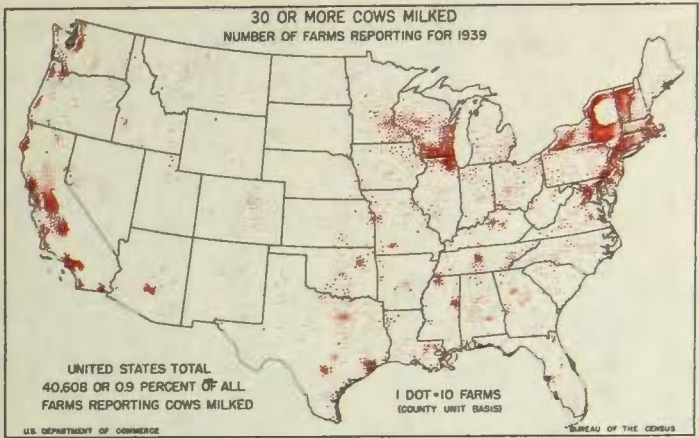 30 OR MORE COWS MILKED
NUMBER OF FARMS REPORTING FOR 1939
UNITED STATES TOTAL
40,608 OR 0.9 PERCENT OF ALL
FARMS REPORTING COWS MILKED
1 DOT=10 FARMS
(COUNTY UNIT BASIS)
U.S. DEPARTMENT OF COMMERCE
BUREAU OF THE CENSUS